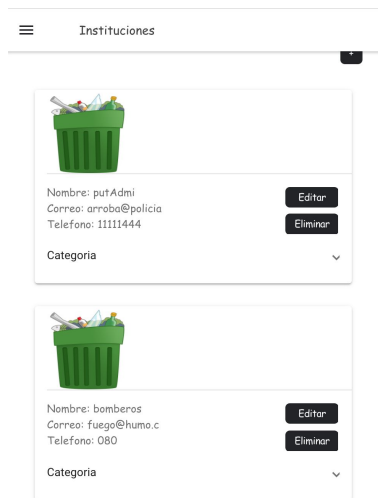 Instituciones
+
Nombre: putAdmi
Correo: arroba@policia
Telefono: 11111444
Editar
Eliminar
Categoria
Nombre: bomberos
Correo: fuego@humo.c
Telefono: 080
Editar
Eliminar
Categoria